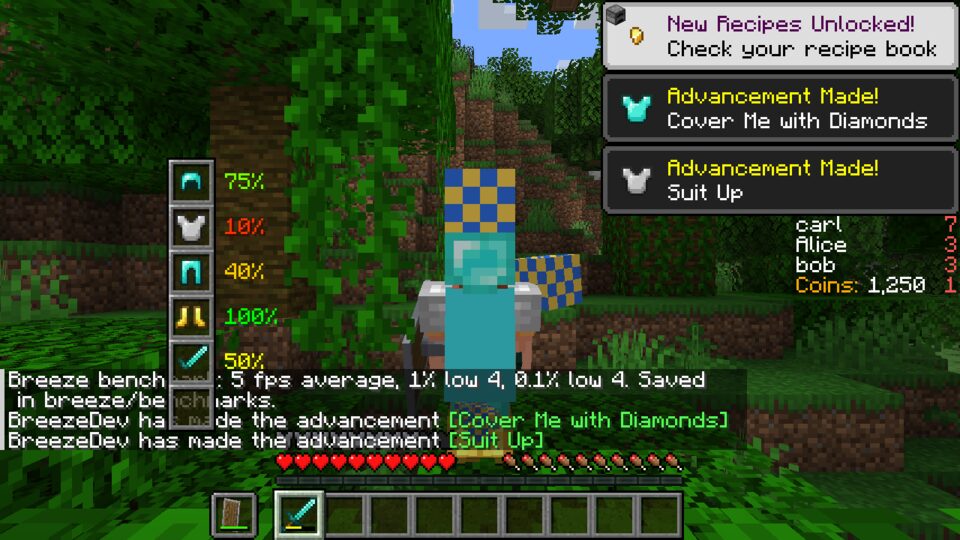 New Recipes Unlocked!
Check your recipe book
Advancement Made!
Cover Me with Diamonds
Advancement Made!
Suit Up
75%
10%
40%
100%
50%
carl 7
Alice 3
bob 3
Coins: 1,250 1
Breeze bench : 5 fps average, 1% low 4, 0.1% low 4. Saved
in breeze/benchmarks.
BreezeDev ha made the advancement [Cover Me with Diamonds]
BreezeDev has made the advancement [Suit Up]